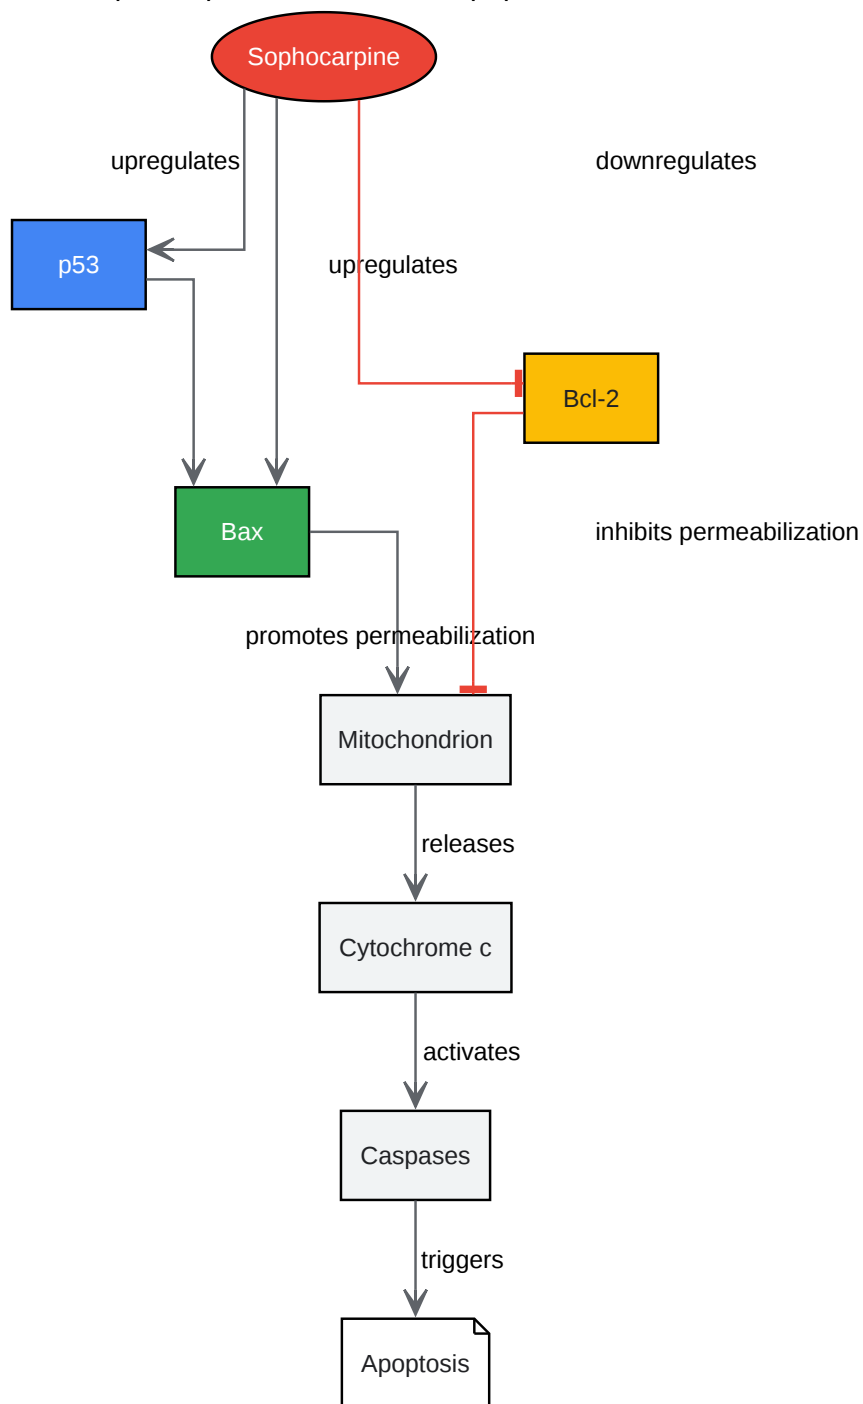 Sophocarpine
upregulates
downregulates
p53
upregulates
Bcl-2
Bax
inhibits permeabilization
promotes permeabilization
Mitochondrion
releases
Cytochrome c
activates
Caspases
triggers
Apoptosis